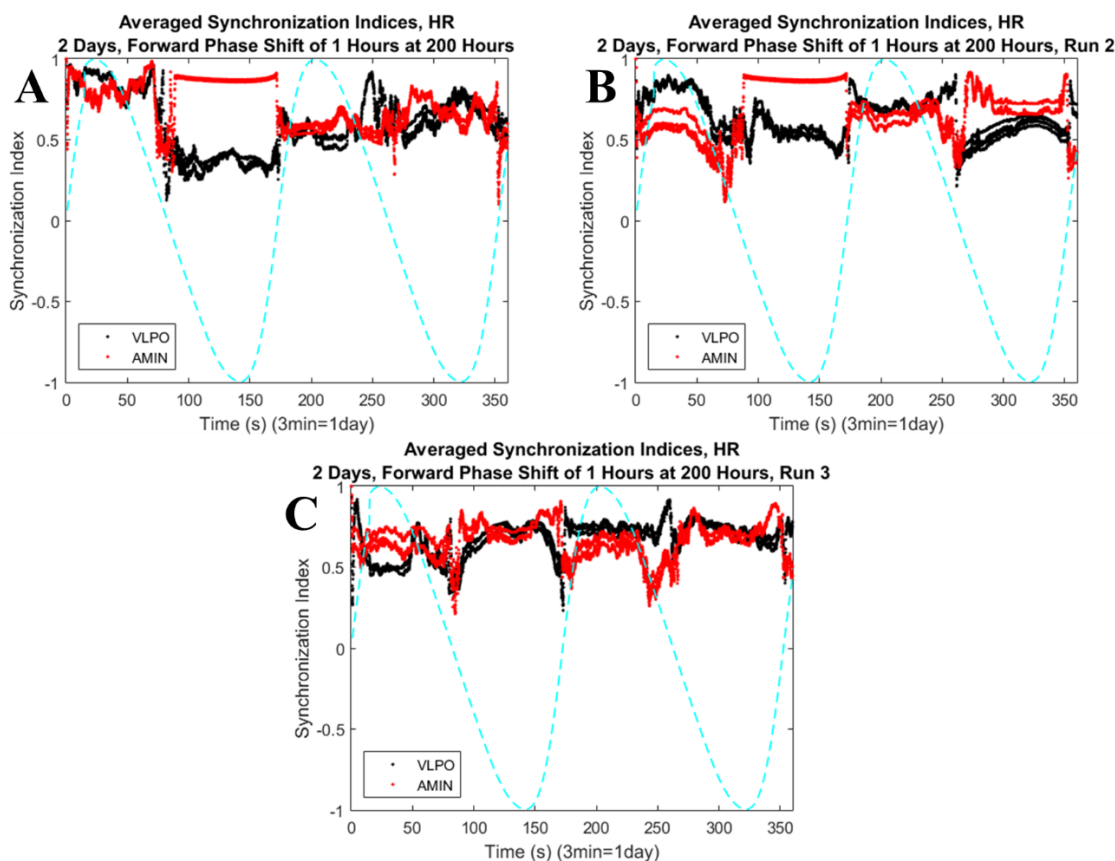 Averaged Synchronization Indices, HR
2 Days, Forward Phase Shift of 1 Hours at 200 Hours
A
1
0.5
0
-0.5
-1
Synchronization Index
VLPO
AMIN
0 50 100 150 200 250 300 350
Time (s) (3min=1day)
Averaged Synchronization Indices, HR
2 Days, Forward Phase Shift of 1 Hours at 200 Hours, Run 2
B
1
0.5
0
-0.5
-1
Synchronization Index
VLPO
AMIN
0 50 100 150 200 250 300 350
Time (s) (3min=1day)
Averaged Synchronization Indices, HR
2 Days, Forward Phase Shift of 1 Hours at 200 Hours, Run 3
C
1
0.5
0
-0.5
-1
Synchronization Index
VLPO
AMIN
0 50 100 150 200 250 300 350
Time (s) (3min=1day)